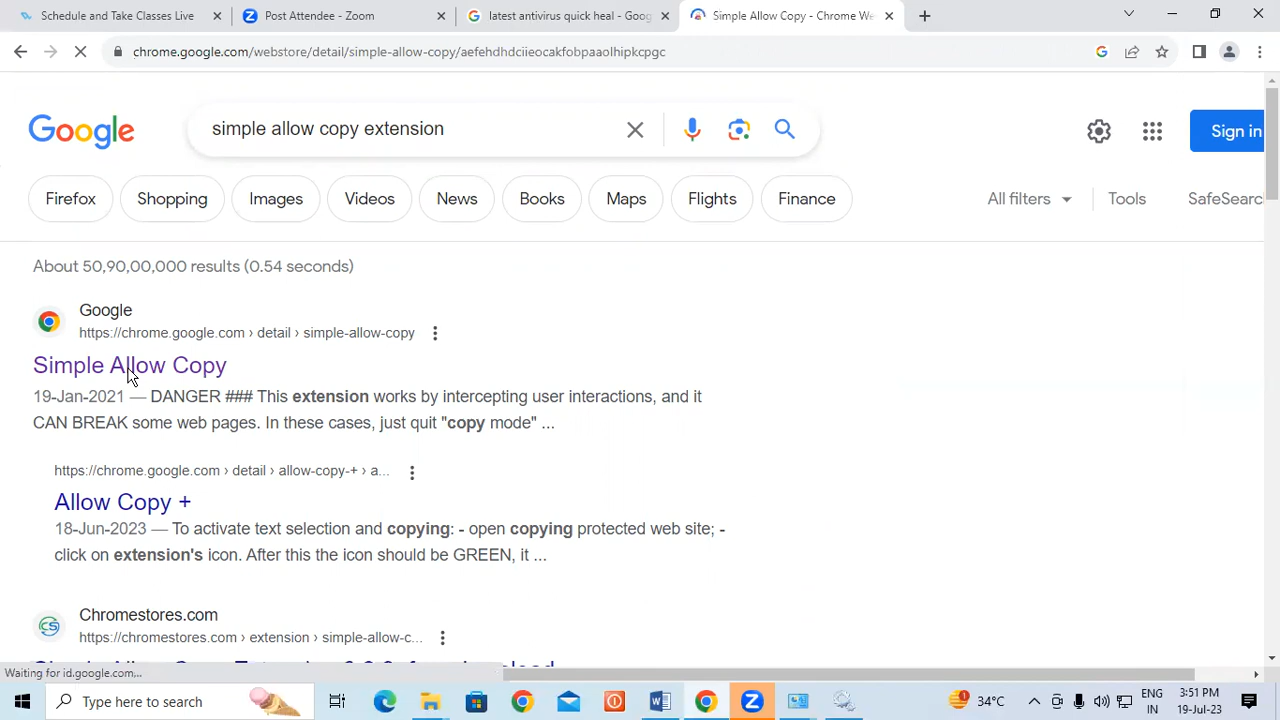 Schedule and Take Classes Live
Post Attendee - Zoom
latest antivirus quick heal - Goog
Simple Allow Copy - Chrome We
chrome.google.com/webstore/detail/simple-allow-copy/aefehdhdciieocakfobpaaolhipkcpgc
Google
simple allow copy extension
Sign in
Firefox
Shopping
Images
Videos
News
Books
Maps
Flights
Finance
All filters
Tools
SafeSearc
About 50,90,00,000 results (0.54 seconds)
Google
https://chrome.google.com › detail › simple-allow-copy
Simple Allow Copy
19-Jan-2021 — DANGER ### This extension works by intercepting user interactions, and it
CAN BREAK some web pages. In these cases, just quit "copy mode" ...
https://chrome.google.com › detail › allow-copy-+ › a...
Allow Copy +
18-Jun-2023 — To activate text selection and copying: - open copying protected web site; -
click on extension's icon. After this the icon should be GREEN, it ...
Chromestores.com
https://chromestores.com › extension › simple-allow-c...
Waiting for id.google.com...
Type here to search
34°C
ENG
IN
3:51 PM
19-Jul-23